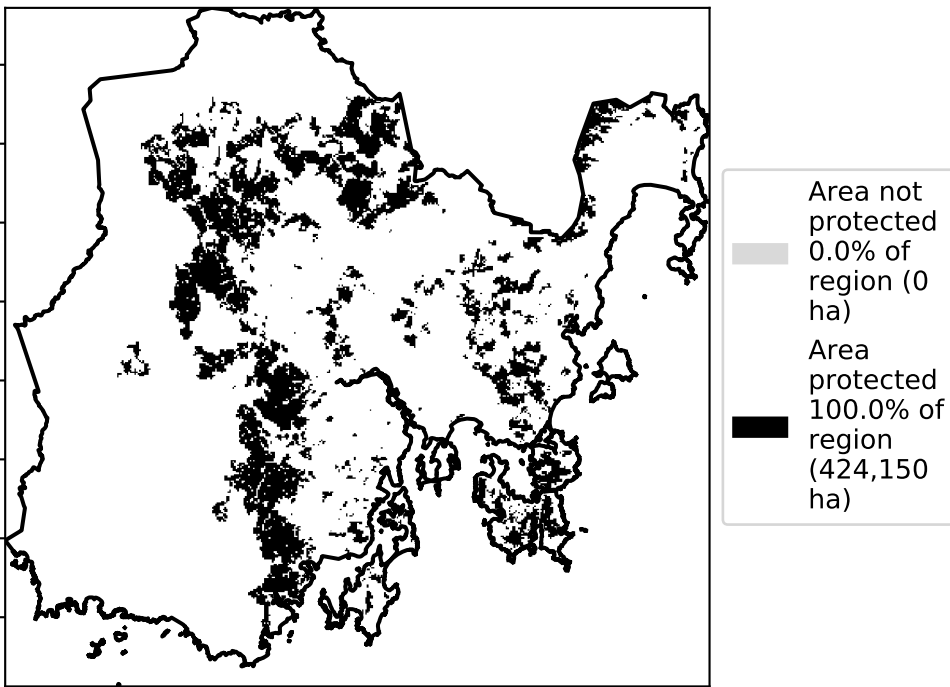 Area not
protected
0.0% of
region (0
ha)
Area
protected
100.0% of
region
(424,150
ha)